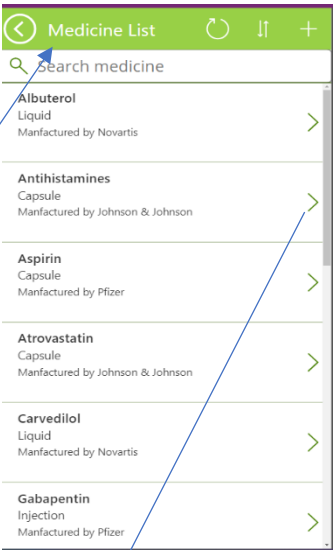 Medicine List
Search medicine
Albuterol
Liquid
Manfactured by Novartis
Antihistamines
Capsule
Manfactured by Johnson & Johnson
Aspirin
Capsule
Manfactured by Pfizer
Atrovastatin
Capsule
Manfactured by Johnson & Johnson
Carvedilol
Liquid
Manfactured by Novartis
Gabapentin
Injection
Manfactured by Pfizer